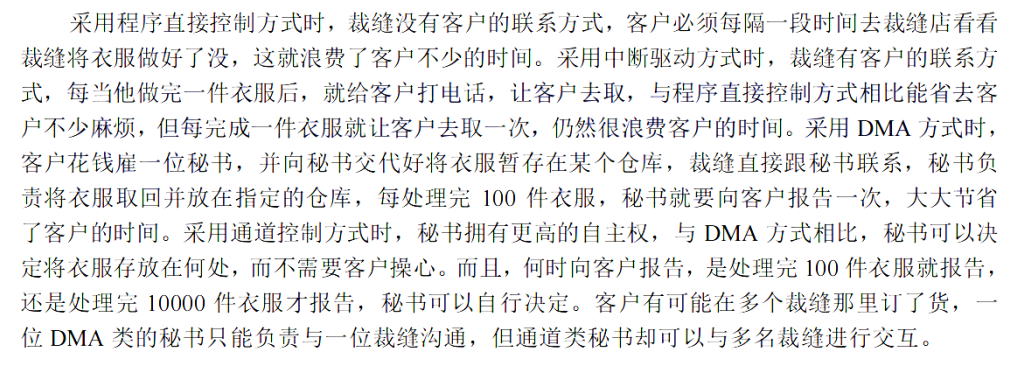 采用程序直接控制方式时，裁缝没有客户的联系方式，客户必须每隔一段时间去裁缝店看看
裁缝将衣服做好了没，这就浪费了客户不少的时间。采用中断驱动方式时，裁缝有客户的联系方
式，每当他做完一件衣服后，就给客户打电话，让客户去取，与程序直接控制方式相比能省去客
户不少麻烦，但每完成一件衣服就让客户去取一次，仍然很浪费客户的时间。采用 DMA 方式时，
客户花钱雇一位秘书，并向秘书交代好将衣服暂存在某个仓库，裁缝直接跟秘书联系，秘书负
责将衣服取回并放在指定的仓库，每处理完 100 件衣服，秘书就要向客户报告一次，大大节省
了客户的时间。采用通道控制方式时，秘书拥有更高的自主权，与 DMA 方式相比，秘书可以决
定将衣服存放在何处，而不需要客户操心。而且，何时向客户报告，是处理完 100 件衣服就报告，
还是处理完 10000 件衣服才报告，秘书可以自行决定。客户有可能在多个裁缝那里订了货，一
位 DMA 类的秘书只能负责与一位裁缝沟通，但通道类秘书却可以与多名裁缝进行交互。